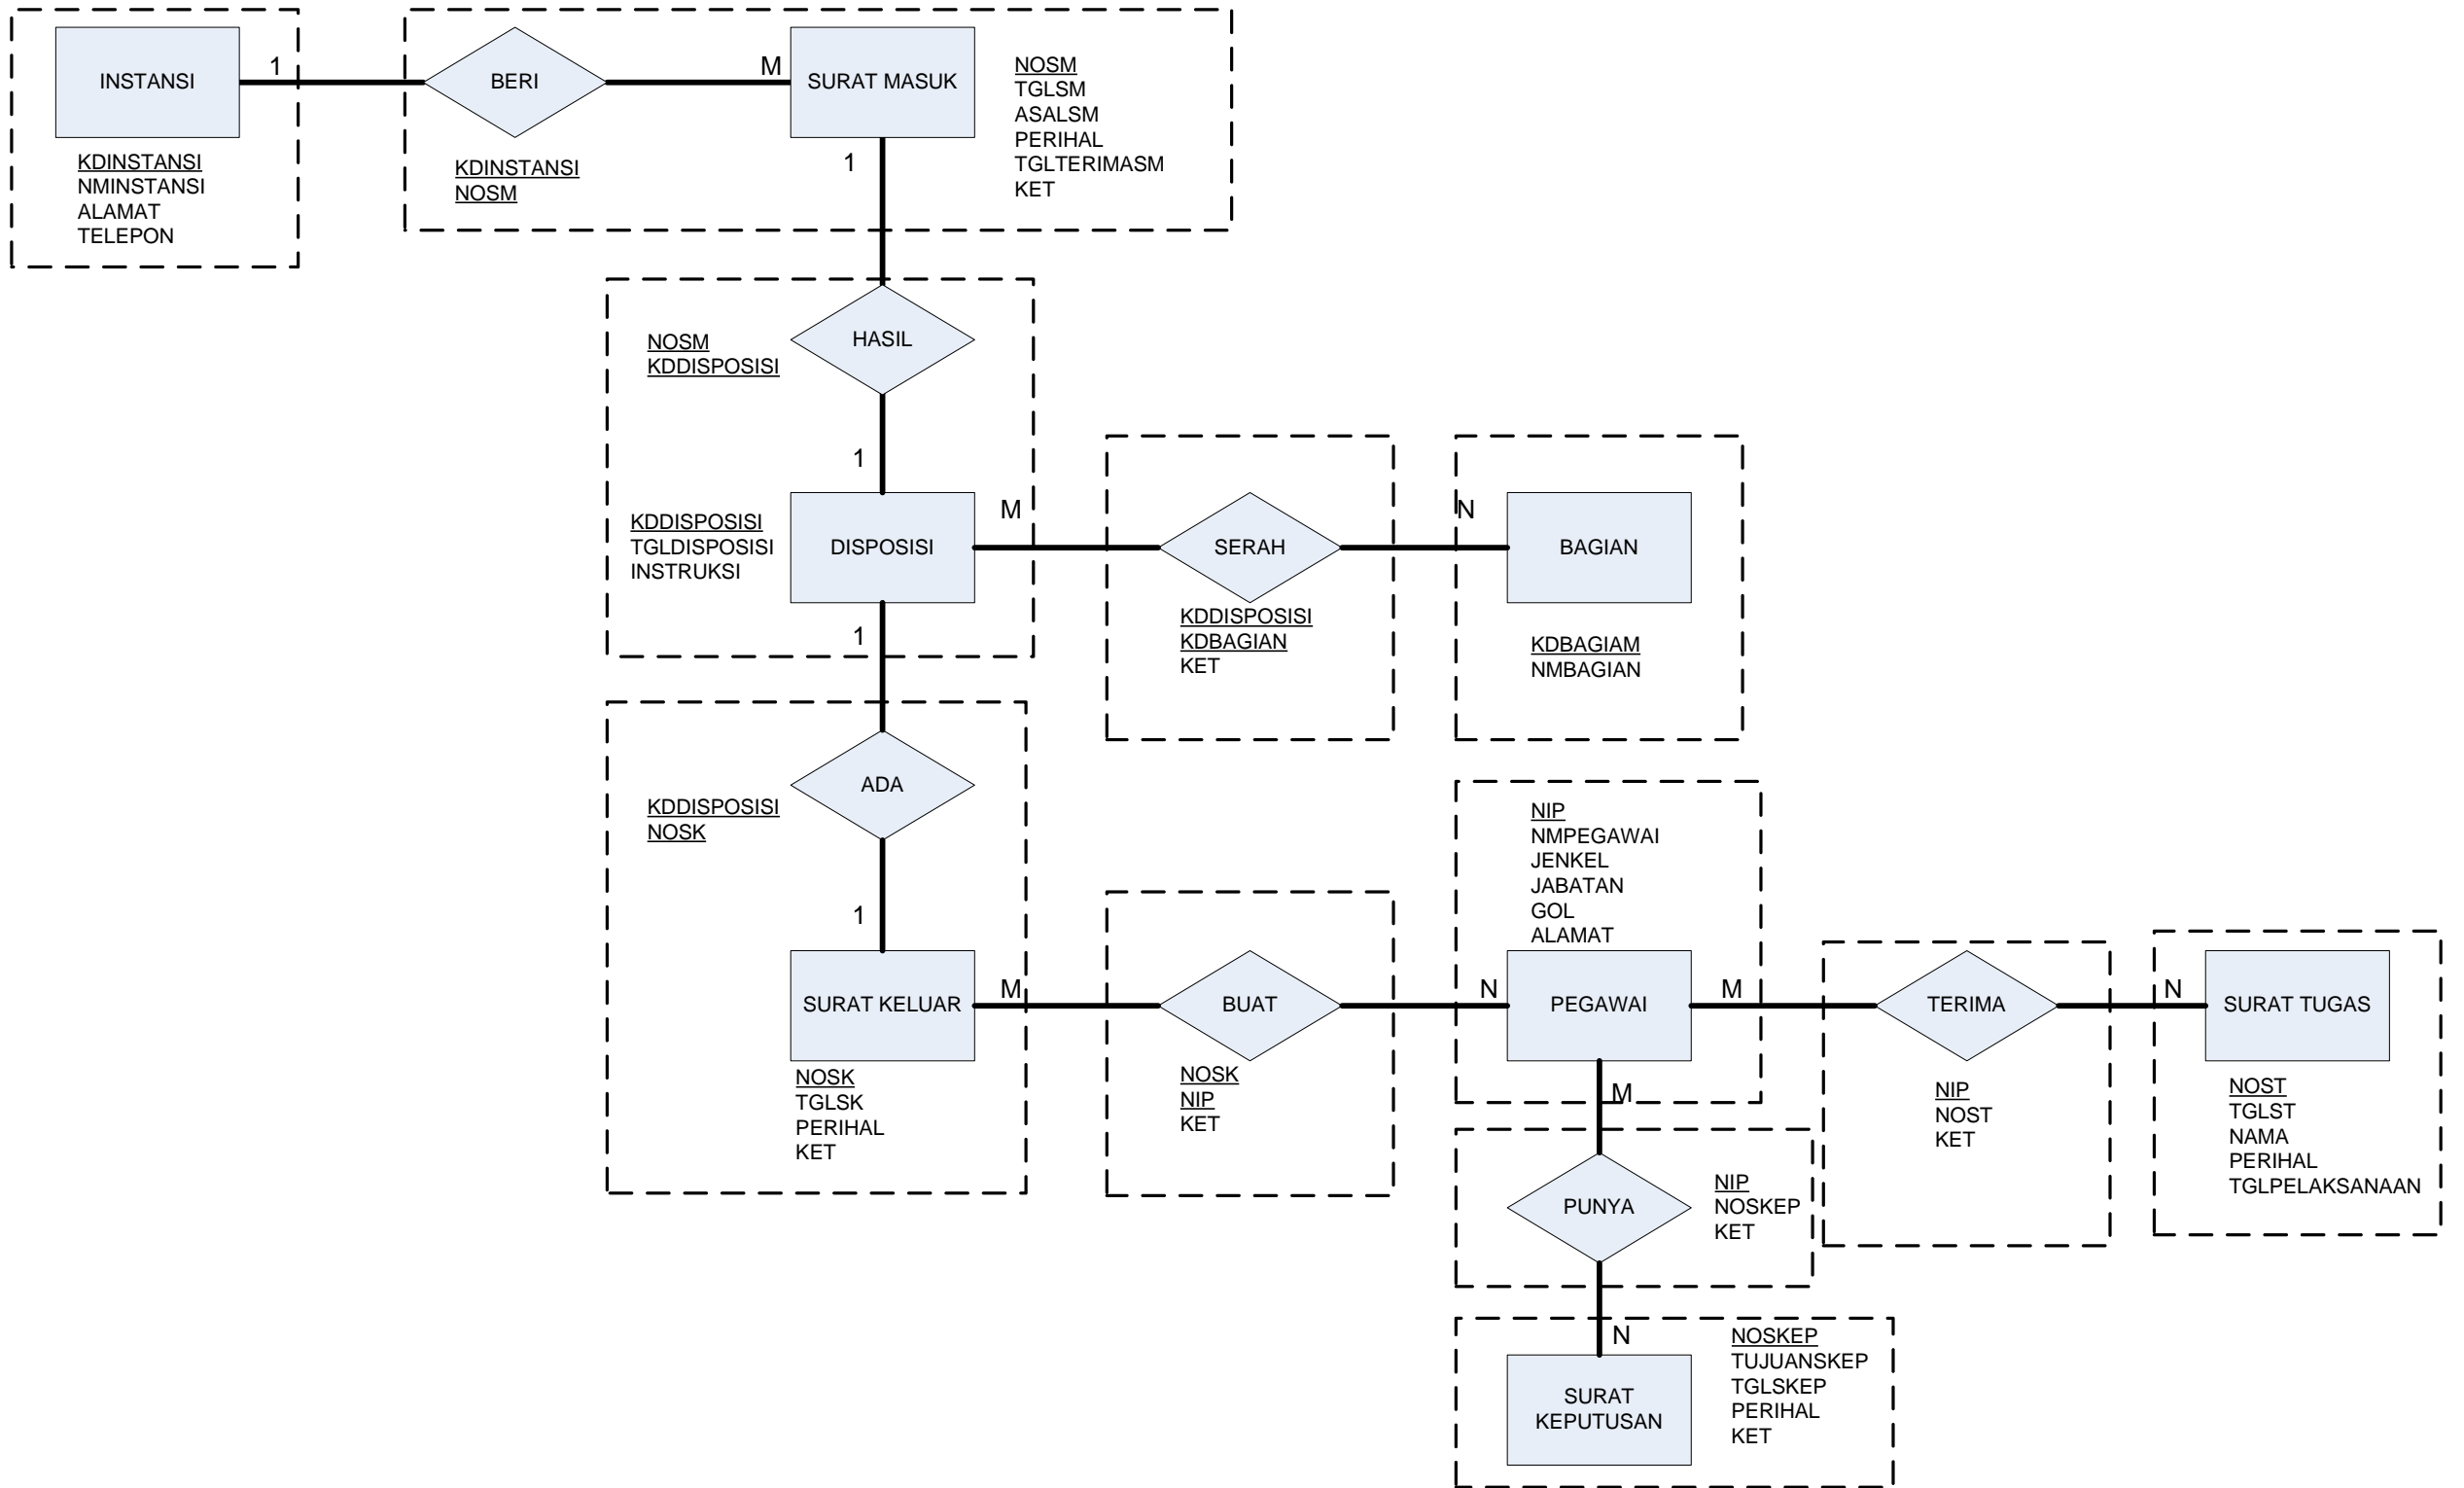 INSTANSI
1
BERI
M
SURAT MASUK
KDINSTANSI
NMINSTANSI
ALAMAT
TELEPON
KDINSTANSI
NOSM
NOSM
TGLSM
ASALSM
PERIHAL
TGLTERIMASM
KET
1
HASIL
NOSM
KDDISPOSISI
1
DISPOSISI
KDDISPOSISI
TGLDISPOSISI
INSTRUKSI
M
SERAH
KDDISPOSISI
KDBAGIAN
KET
N
BAGIAN
KDBAGIAM
NMBAGIAN
1
ADA
KDDISPOSISI
NOSK
1
SURAT KELUAR
NOSK
TGLSK
PERIHAL
KET
M
BUAT
NOSK
NIP
KET
N
NIP
NMPEGAWAI
JENKEL
JABATAN
GOL
ALAMAT
PEGAWAI
M
TERIMA
NIP
NOST
KET
N
SURAT TUGAS
NOST
TGLST
NAMA
PERIHAL
TGLPELAKSANAAN
M
PUNYA
NIP
NOSKEP
KET
N
SURAT
KEPUTUSAN
NOSKEP
TUJUANSKEP
TGLSKEP
PERIHAL
KET